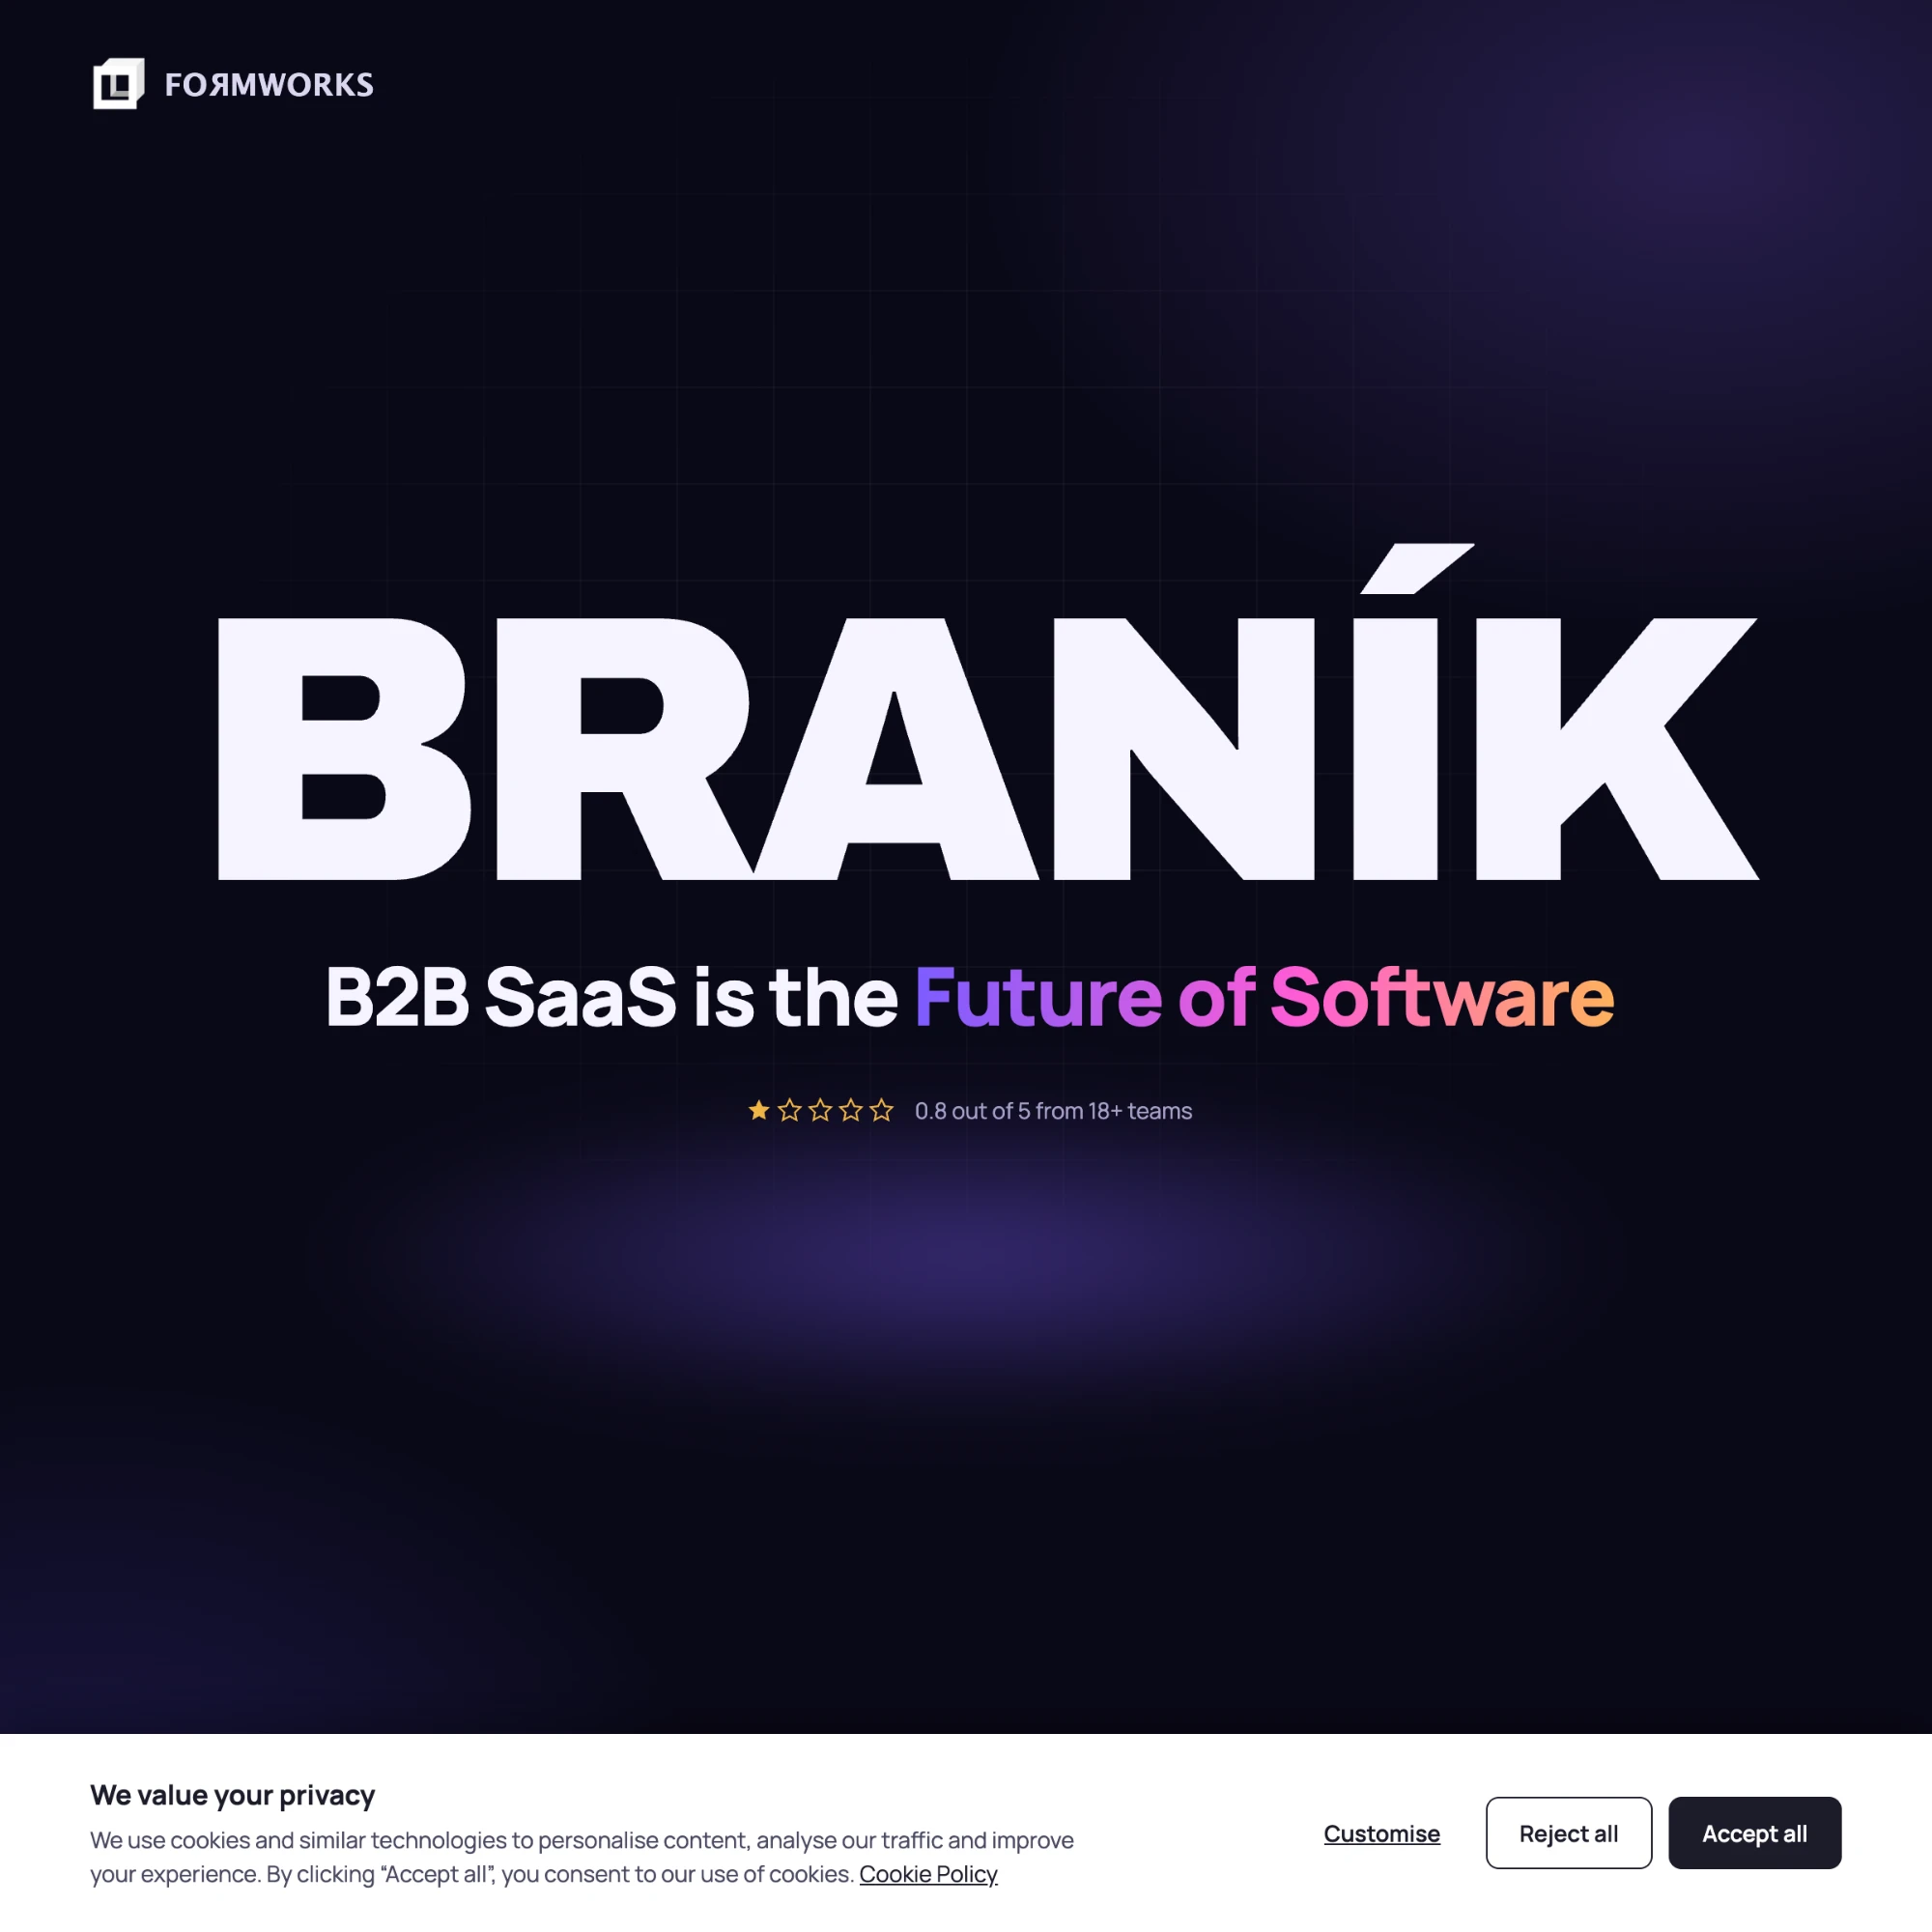 FOЯMWORKS
BRANÍK
B2B SaaS is the Future of Software
0.8 out of 5 from 18+ teams
We value your privacy
We use cookies and similar technologies to personalise content, analyse our traffic and improve
your experience. By clicking “Accept all”, you consent to our use of cookies. Cookie Policy
Customise
Reject all
Accept all